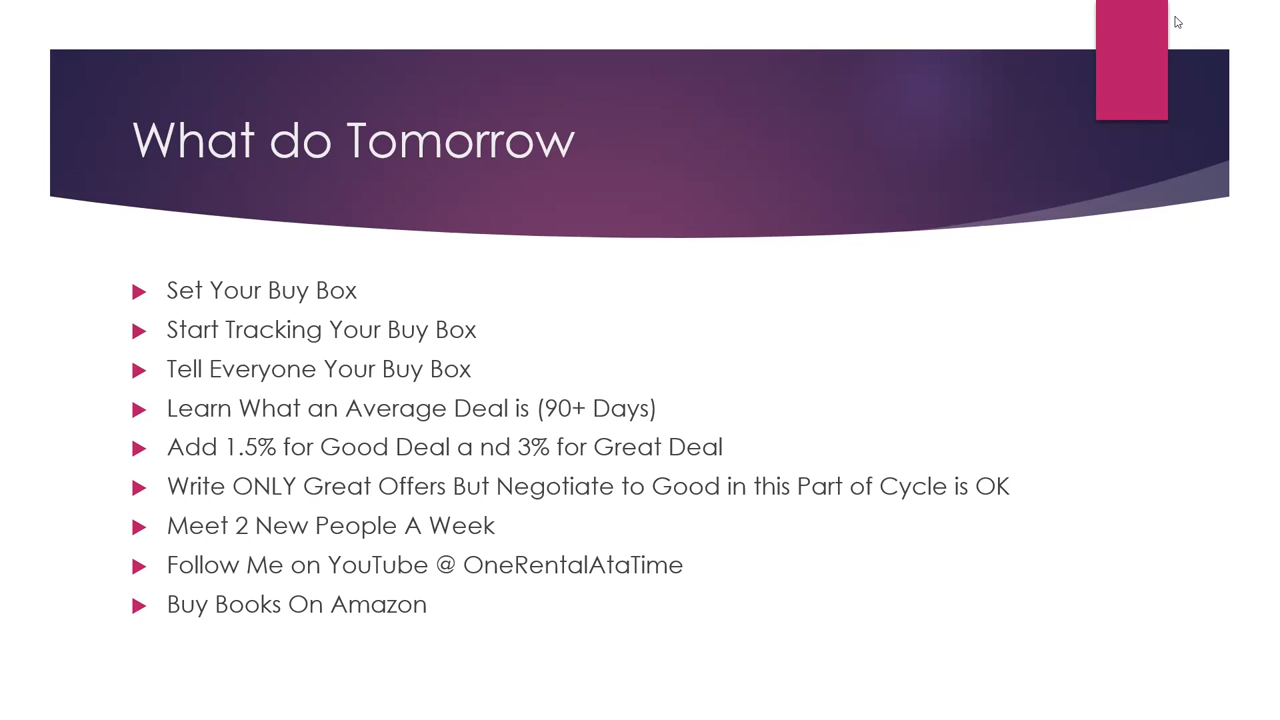 What do Tomorrow
Set Your Buy Box
Start Tracking Your Buy Box
Tell Everyone Your Buy Box
Learn What an Average Deal is (90+ Days)
Add 1.5% for Good Deal a nd 3% for Great Deal
Write ONLY Great Offers But Negotiate to Good in this Part of Cycle is OK
Meet 2 New People A Week
Follow Me on YouTube @ OneRentalAtaTime
Buy Books On Amazon